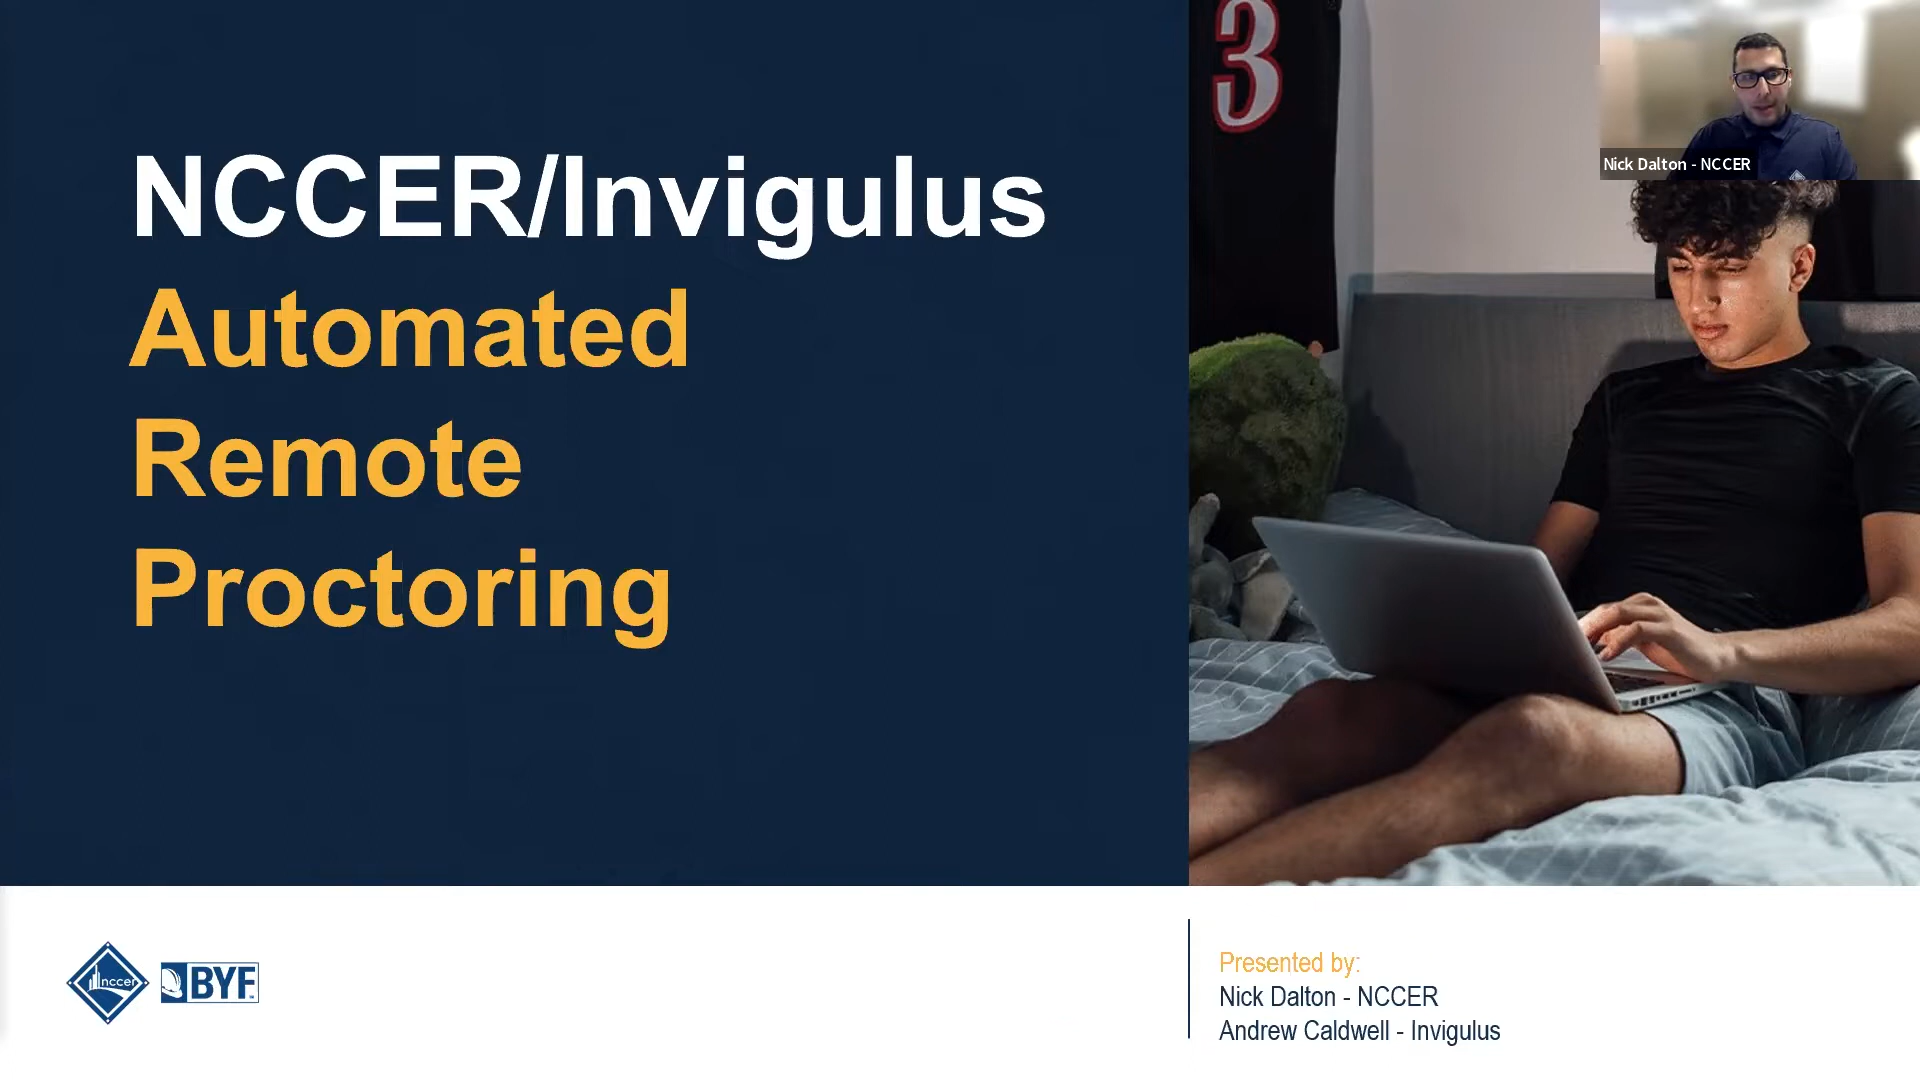 NCCER/Invigulus
Automated
Remote
Proctoring
3
Nick Dalton - NCCER
nccer
BYF
Presented by:
Nick Dalton - NCCER
Andrew Caldwell - Invigulus